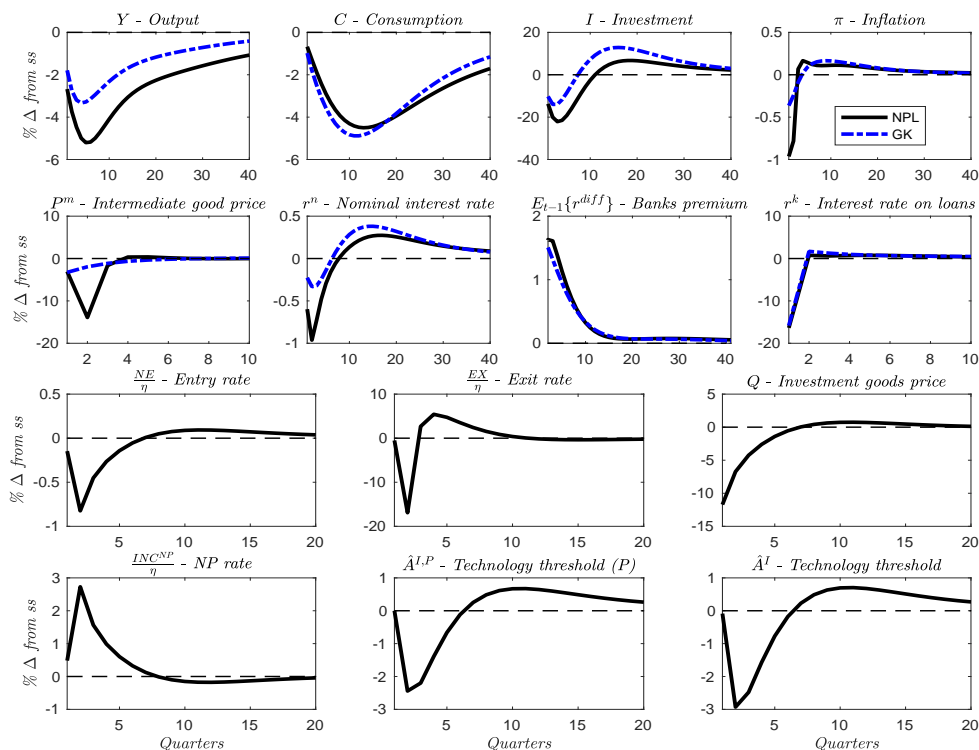 Y - Output
C - Consumption
I - Investment
π - Inflation
% Δ from ss
0
-2
-4
-6
10 20 30 40
0
-2
-4
-6
10 20 30 40
20
0
-20
-40
10 20 30 40
0.5
0
-0.5
-1
10 20 30 40
NPL
GK
P^m - Intermediate good price
r^n - Nominal interest rate
E_{t−1}{r^{diff}} - Banks premium
r^k - Interest rate on loans
% Δ from ss
10
0
-10
-20
2 4 6 8 10
0.5
0
-0.5
-1
10 20 30 40
2
1
0
10 20 30 40
20
10
0
-10
-20
2 4 6 8 10
NE/η - Entry rate
EX/η - Exit rate
Q - Investment goods price
% Δ from ss
0.5
0
-0.5
-1
5 10 15 20
10
0
-10
-20
5 10 15 20
5
0
-5
-10
15
5 10 15 20
INC^{NP}/η - NP rate
Â^{I,P} - Technology threshold (P)
Â^I - Technology threshold
% Δ from ss
3
2
1
0
-1
5 10 15 20
1
0
-1
-2
-3
5 10 15 20
1
0
-1
-2
-3
5 10 15 20
Quarters
Quarters
Quarters